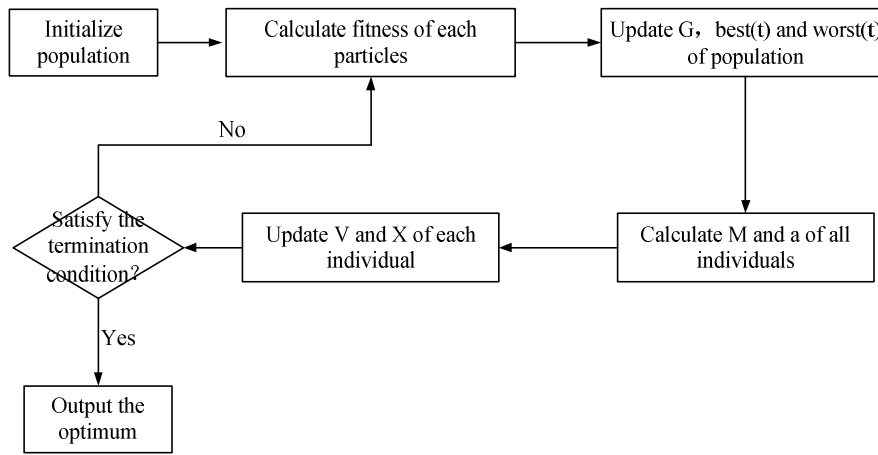 Initialize
population
Calculate fitness of each
particles
Update G，best(t) and worst(t)
of population
No
Satisfy the
termination
condition？
Update V and X of each
individual
Calculate M and a of all
individuals
Yes
Output the
optimum